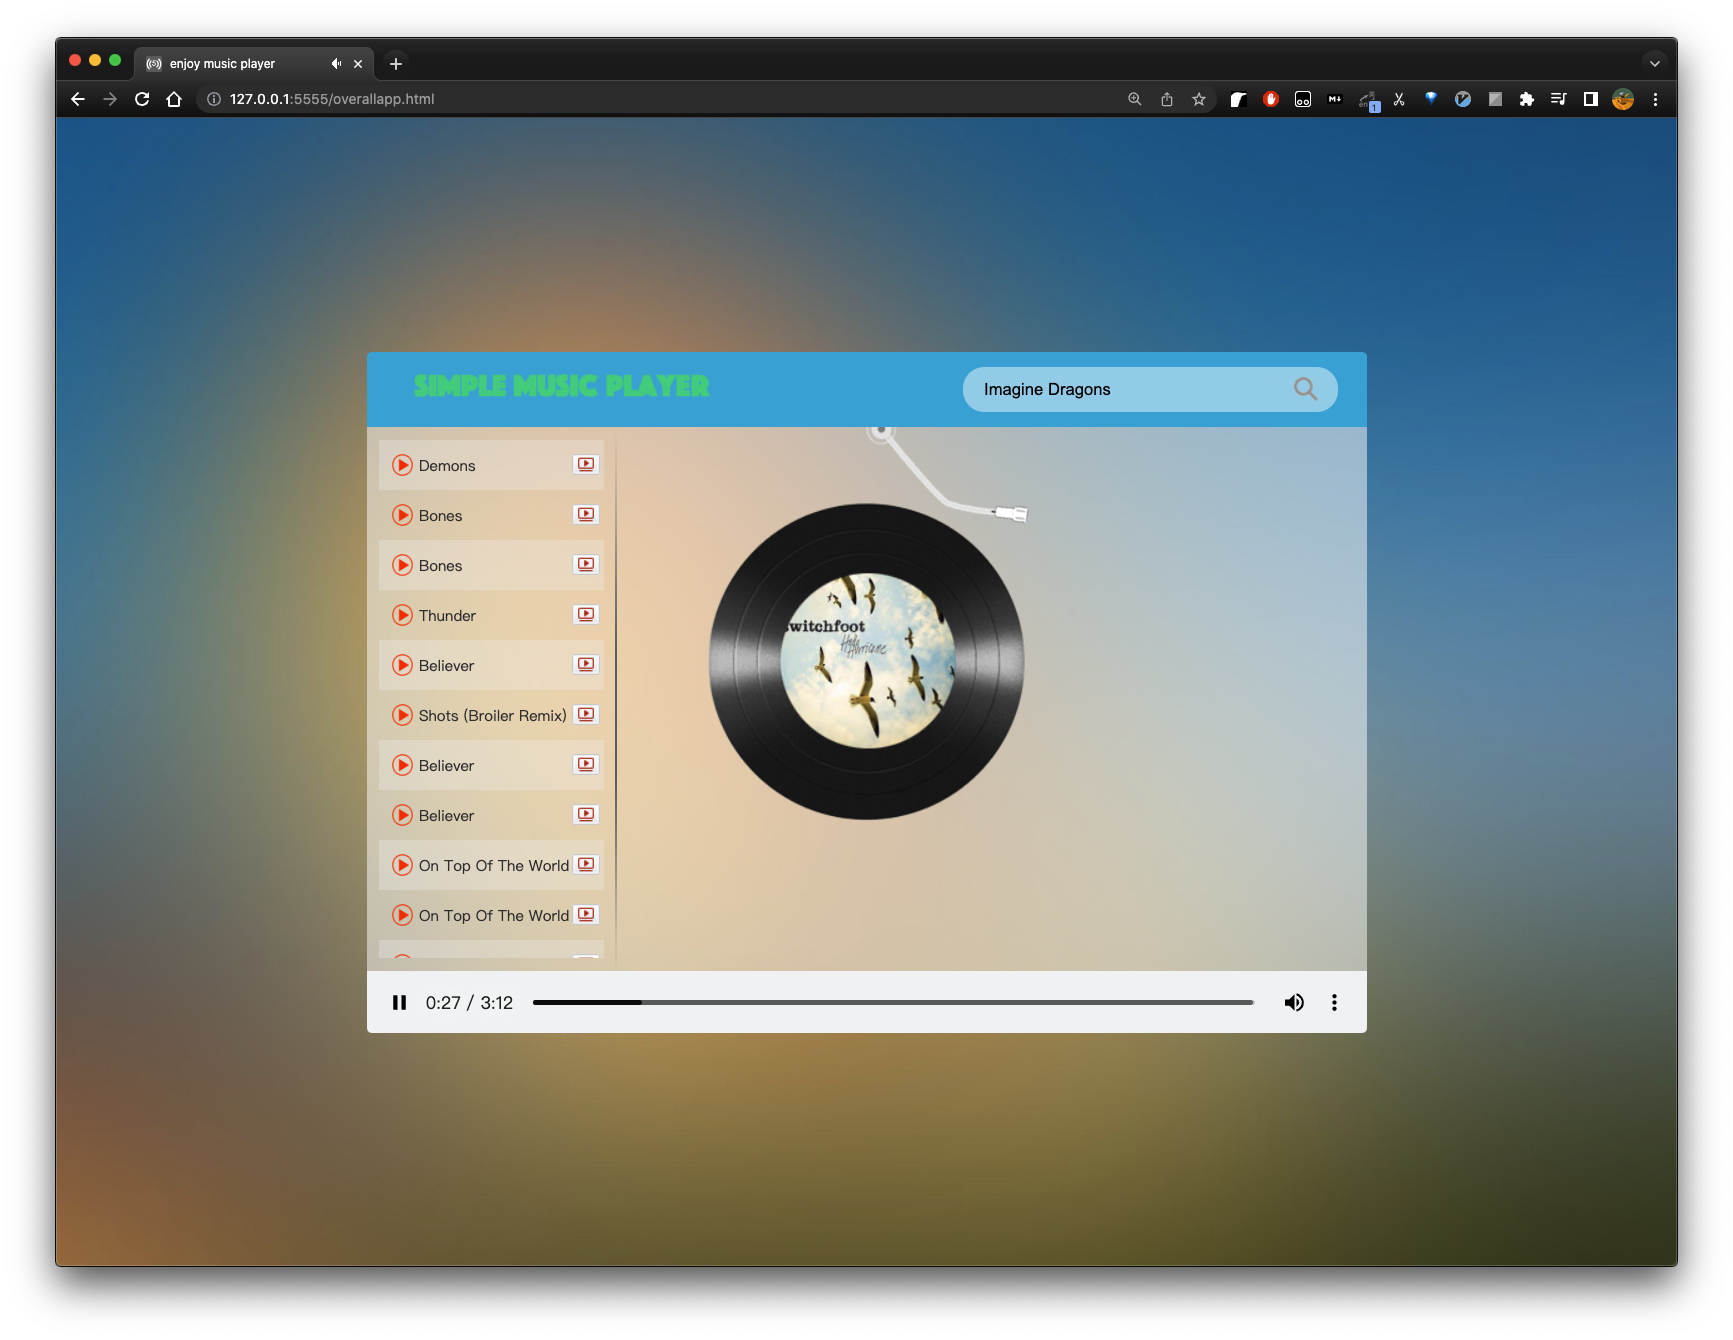 enjoy music player
127.0.0.1:5555/overallapp.html
SIMPLE MUSIC PLAYER
Imagine Dragons
Demons
Bones
Bones
Thunder
Believer
Shots (Broiler Remix)
Believer
Believer
On Top Of The World
On Top Of The World
switchfoot
Hello Hurricane
0:27 / 3:12